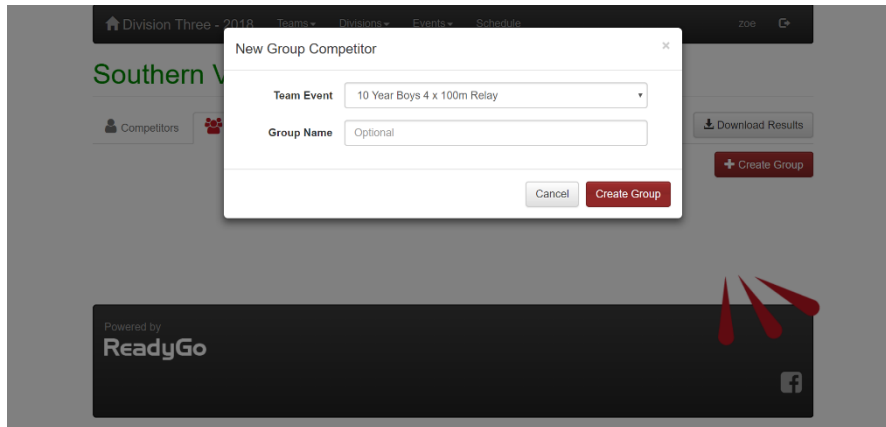 Division Three - 2018 Teams Divisions Events Schedule zoe
New Group Competitor ×
Southern V
Team Event 10 Year Boys 4 x 100m Relay
Competitors Download Results
Group Name Optional
Create Group
Cancel Create Group
Powered by
ReadyGo